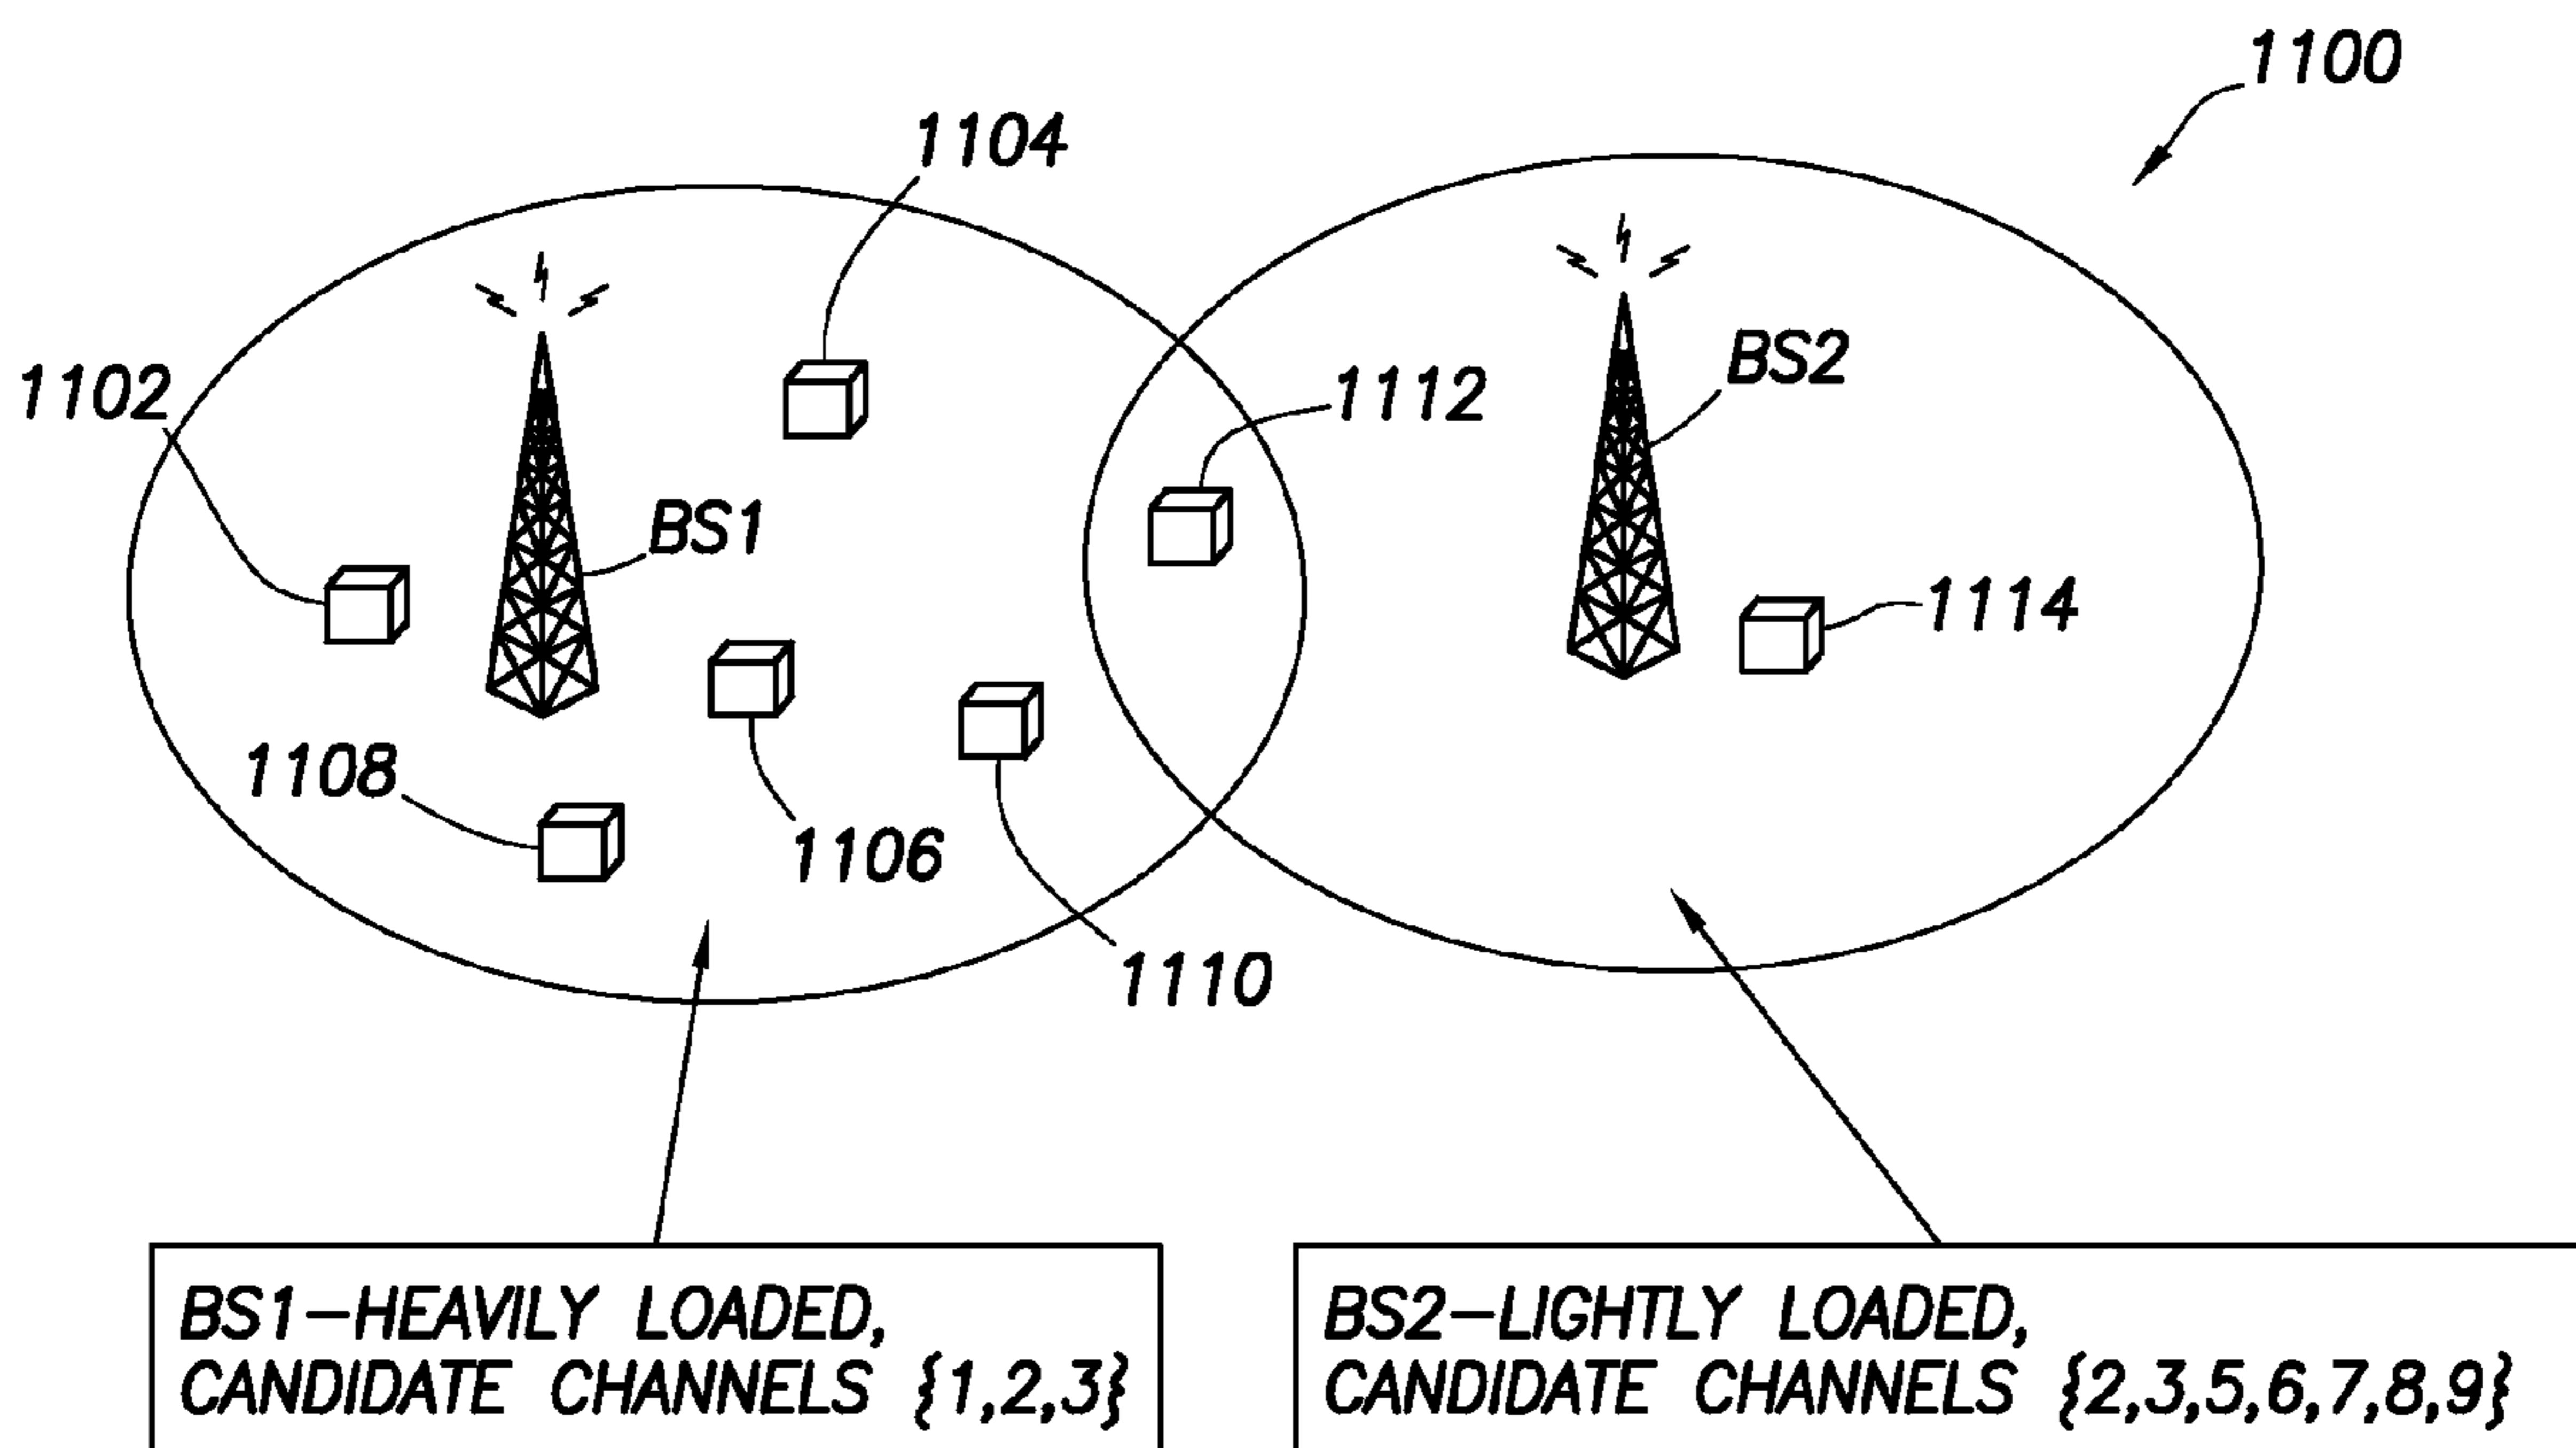 1100
1104
1102
BS1
1112
BS2
1114
1108
1106
1110
BS1-HEAVILY LOADED,
CANDIDATE CHANNELS {1,2,3}
BS2-LIGHTLY LOADED,
CANDIDATE CHANNELS {2,3,5,6,7,8,9}